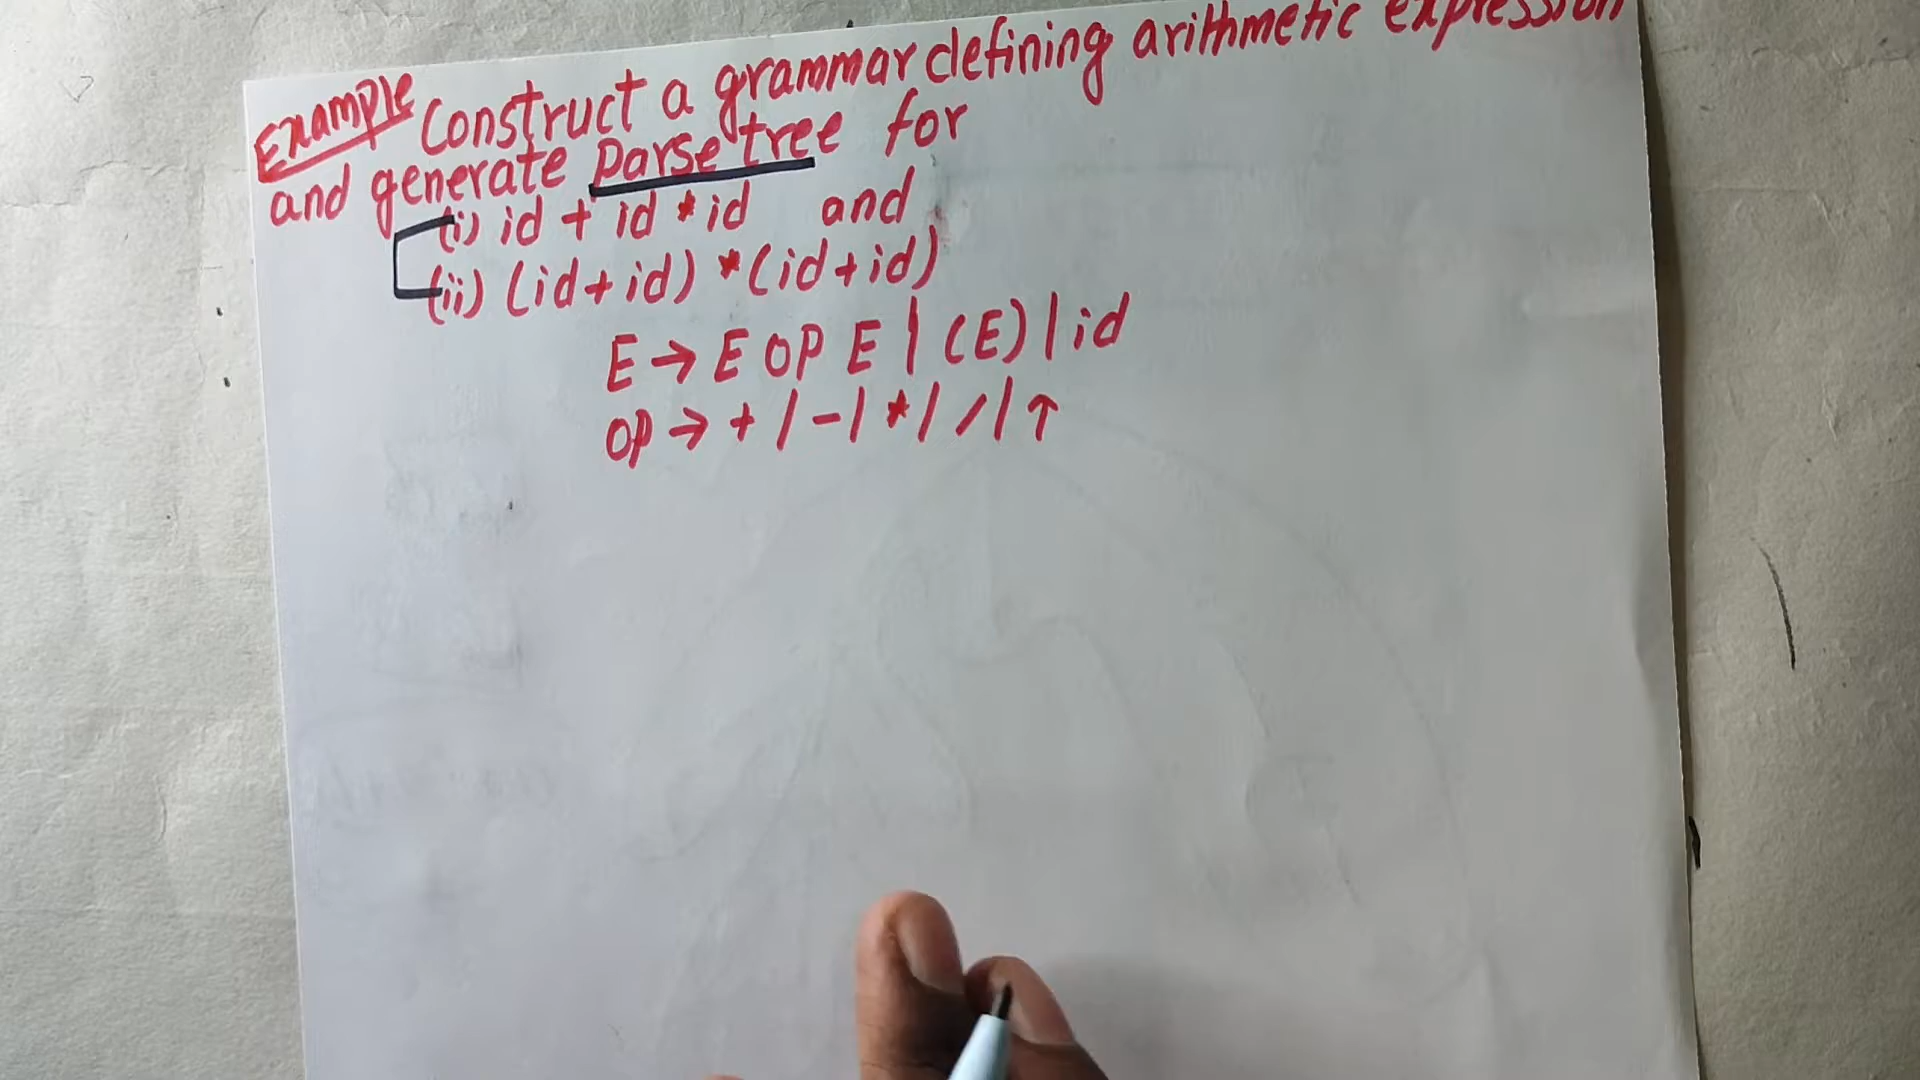 Example Construct a grammar defining arithmetic expression
and generate parse tree for
(i) id + id * id and
(ii) (id + id) * (id + id)
E → E OP E | (E) | id
OP → + | - | * | / | ↑